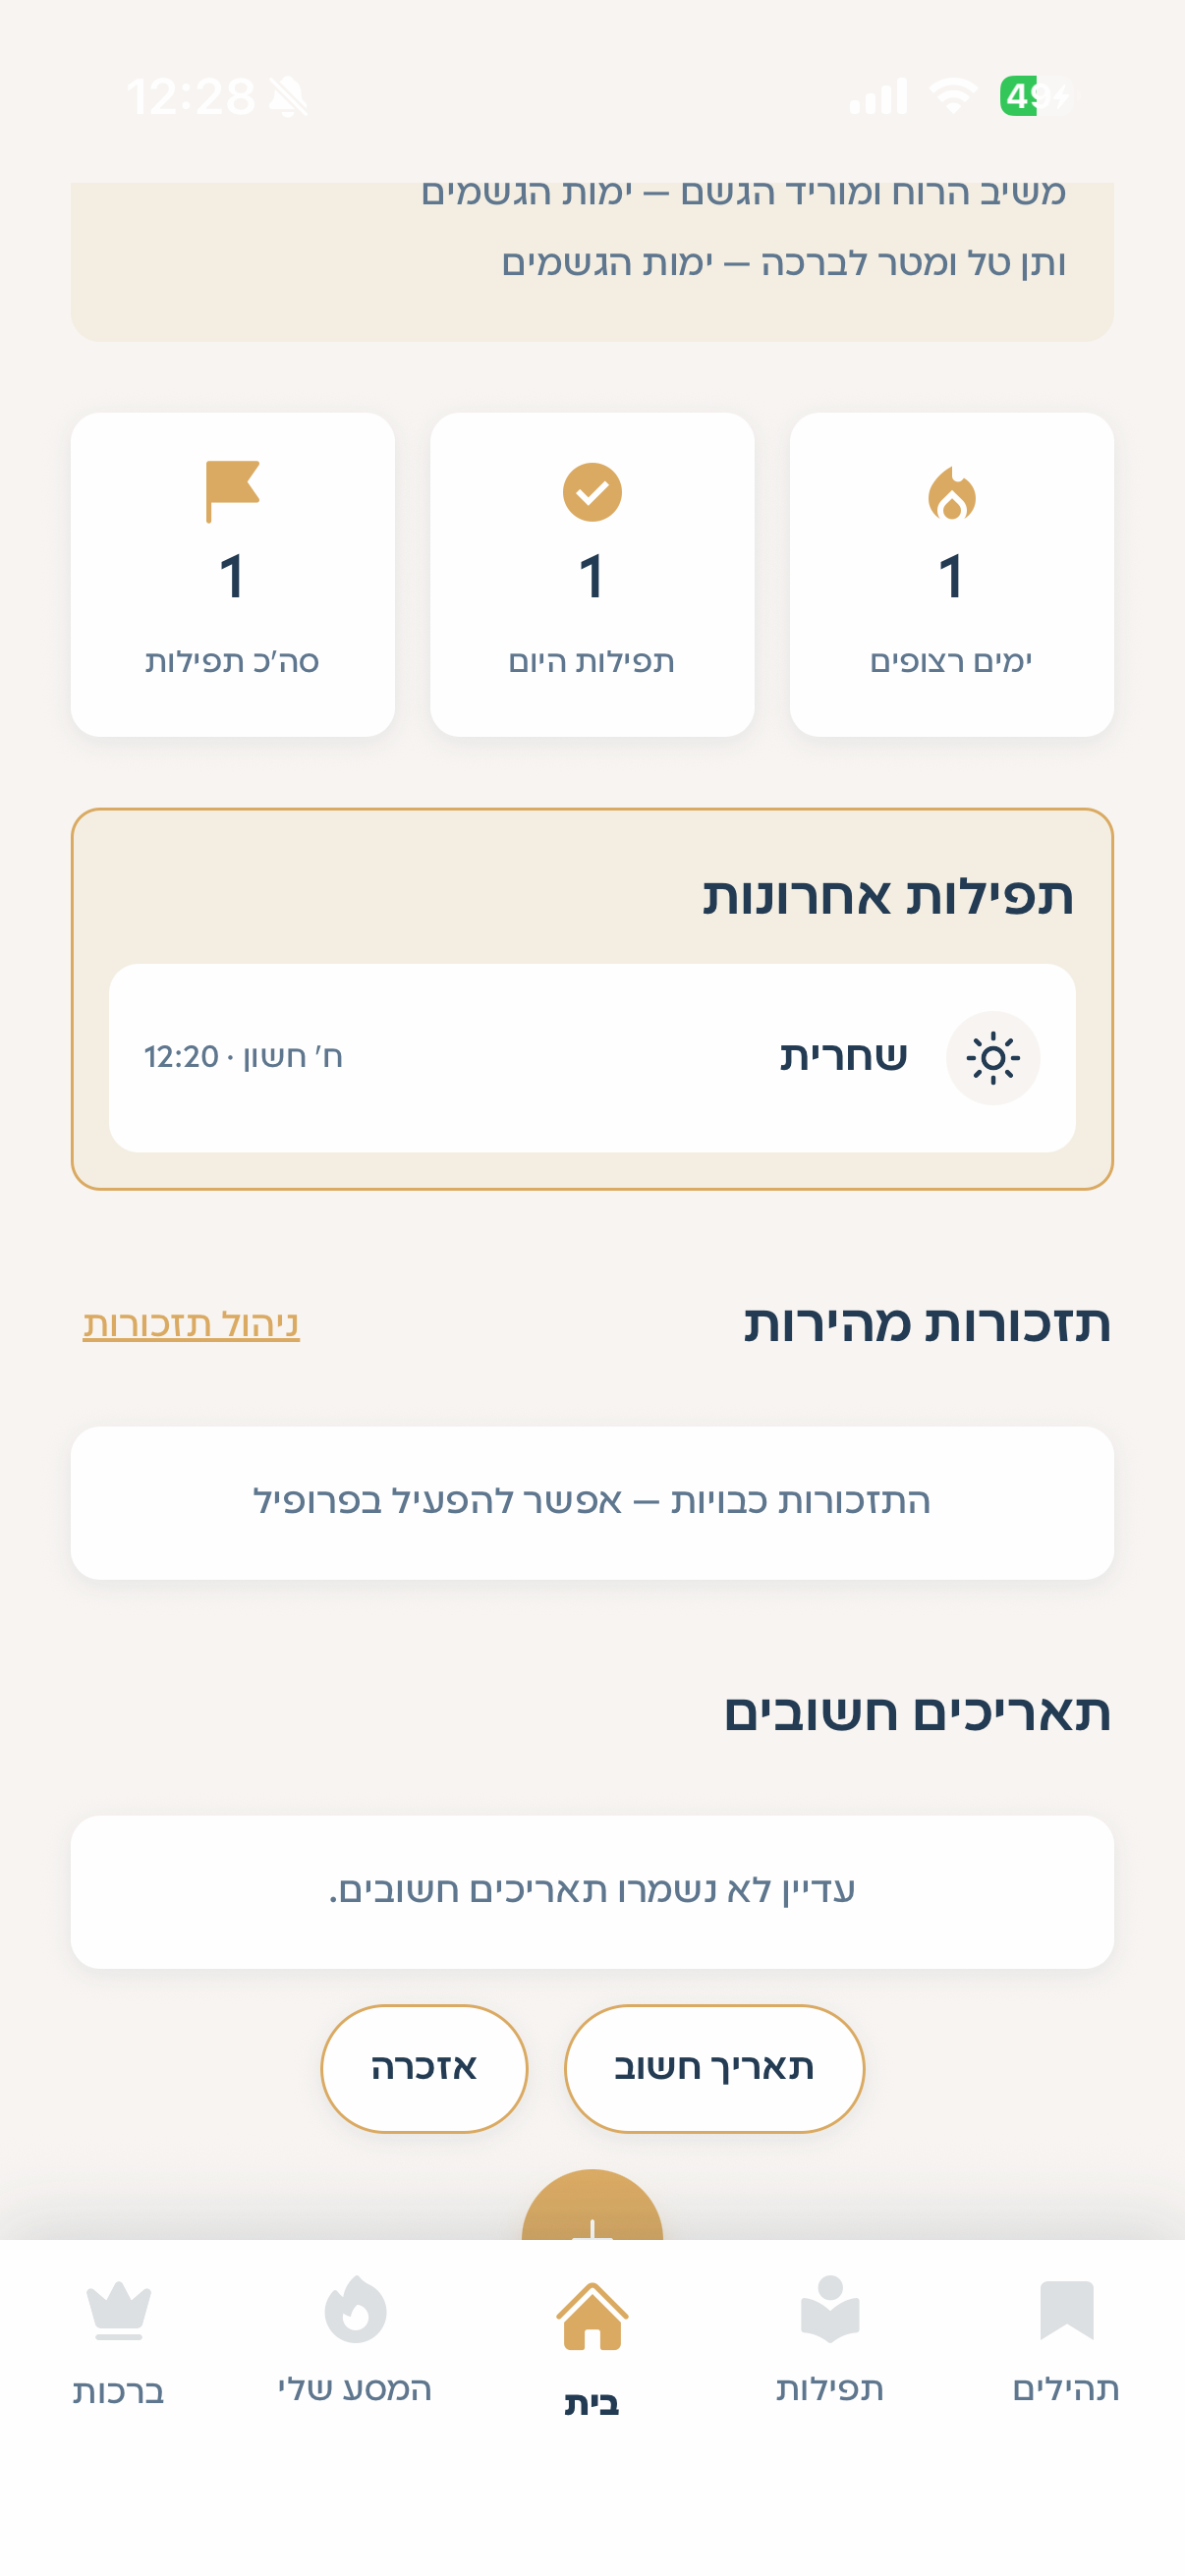 12:28
49
משיב הרוח ומוריד הגשם — ימות הגשמים
ותן טל ומטר לברכה — ימות הגשמים
1
ימים רצופים
1
תפילות היום
1
סה'כ תפילות
תפילות אחרונות
שחרית
ח' חשון · 12:20
תזכורות מהירות
ניהול תזכורות
התזכורות כבויות — אפשר להפעיל בפרופיל
תאריכים חשובים
עדיין לא נשמרו תאריכים חשובים.
תאריך חשוב
אזכרה
תהילים
תפילות
בית
המסע שלי
ברכות